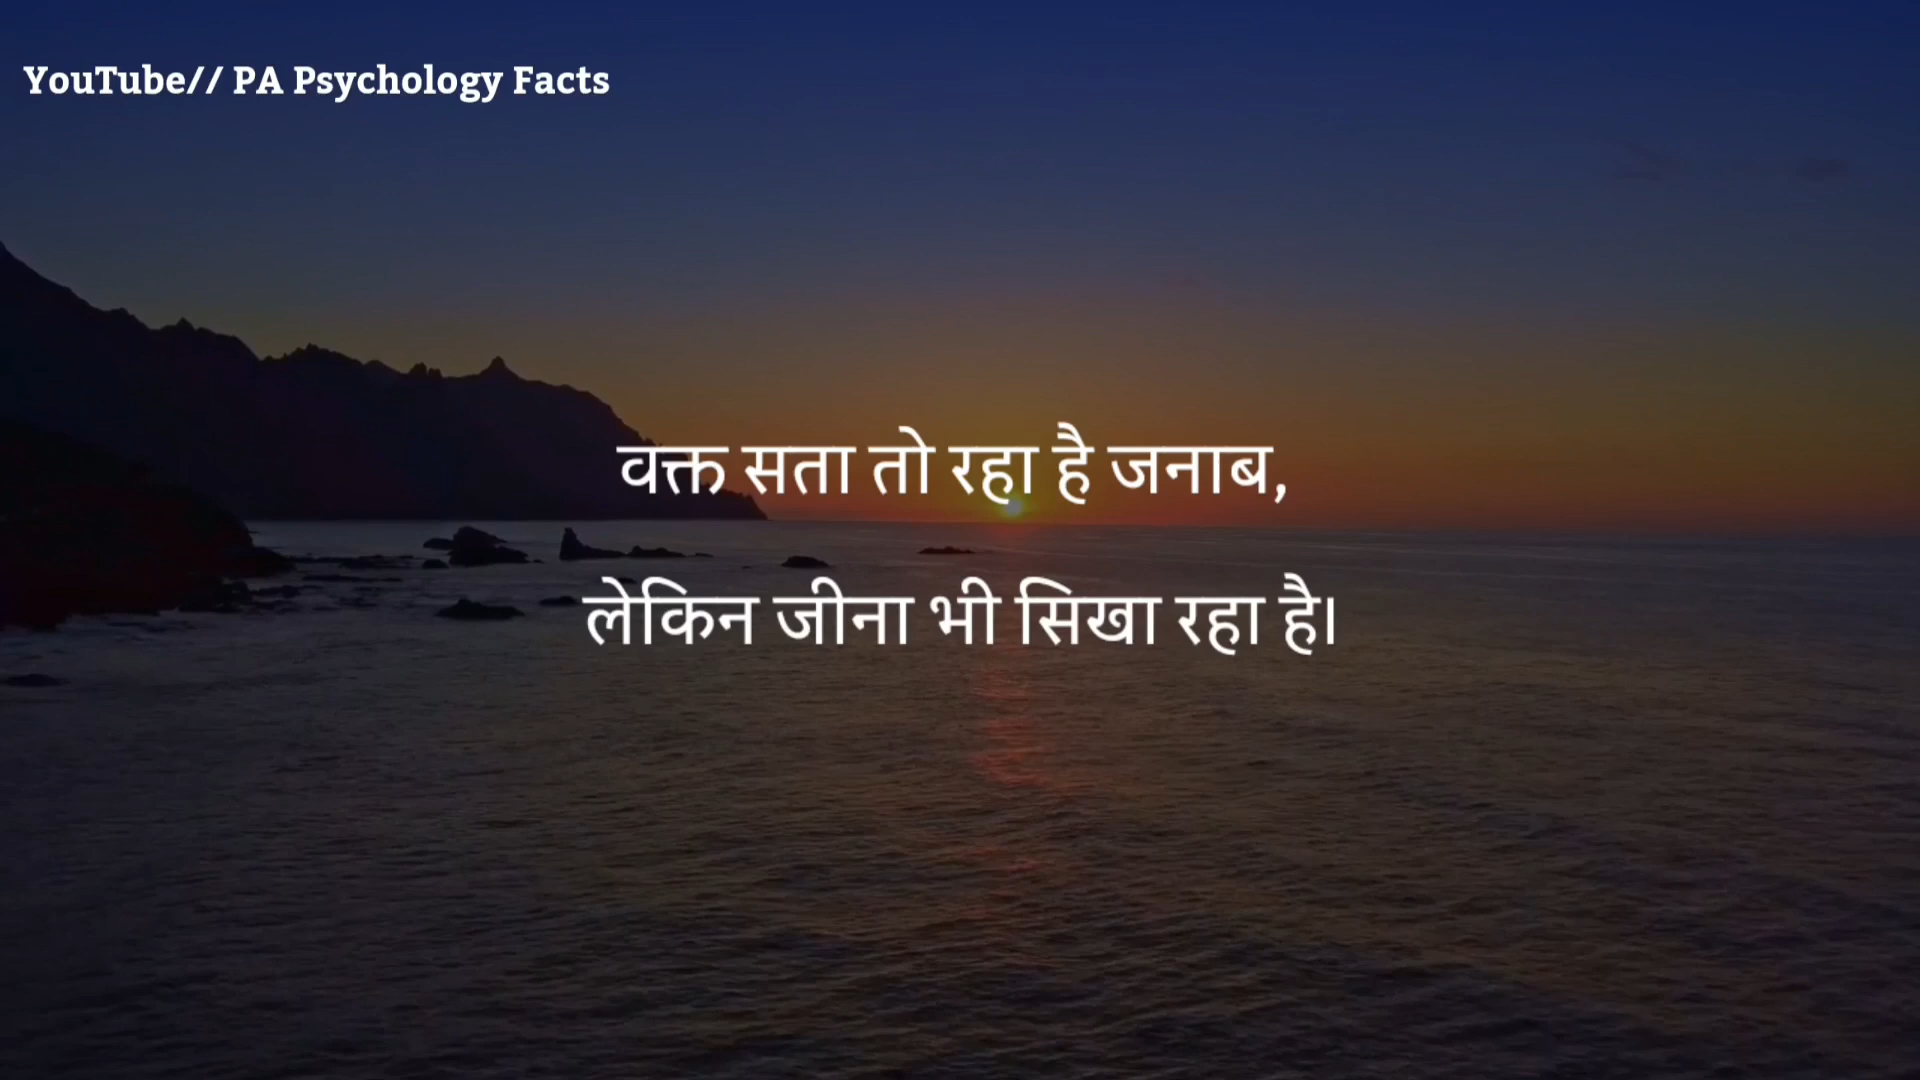 YouTube// PA Psychology Facts
वक्त सता तो रहा है जनाब,
लेकिन जीना भी सिखा रहा है।